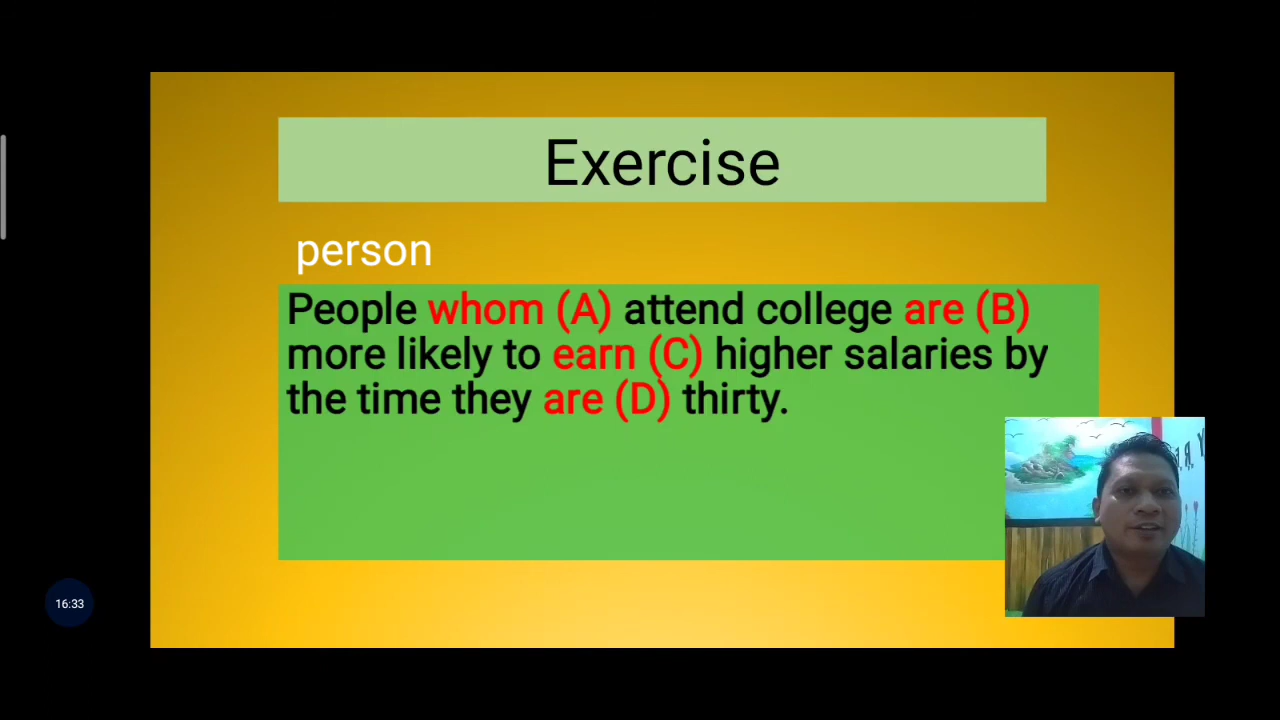 Exercise
person
People whom (A) attend college are (B)
more likely to earn (C) higher salaries by
the time they are (D) thirty.
16:33